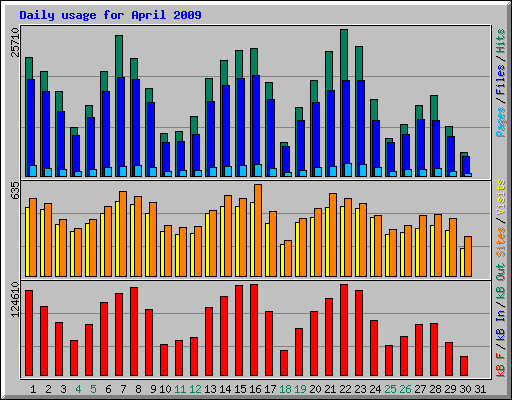 Daily usage for April 2009
25710
Pages / Files / Hits
635
Sites / Visits
124610
kB F / kB In / kB Out
1 2 3 4 5 6 7 8 9 10 11 12 13 14 15 16 17 18 19 20 21 22 23 24 25 26 27 28 29 30 31